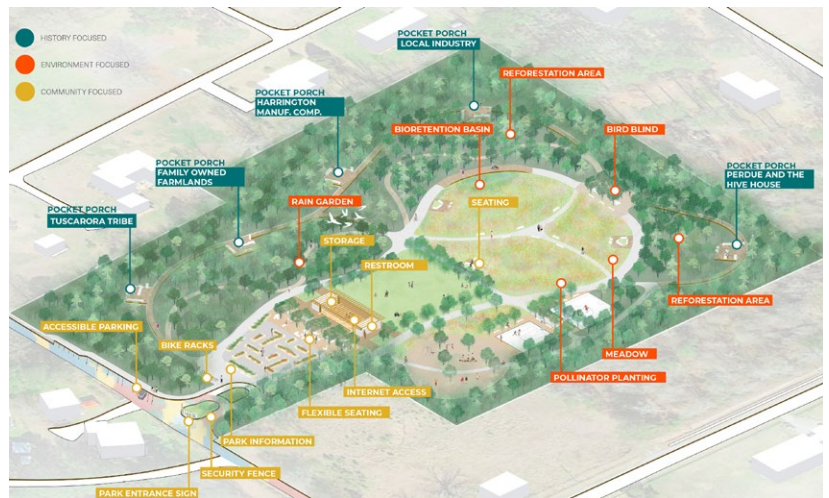 HISTORY FOCUSED
ENVIRONMENT FOCUSED
COMMUNITY FOCUSED
POCKET PORCH
LOCAL INDUSTRY
REFORESTATION AREA
POCKET PORCH
HARRINGTON
MANUF. COMP.
BIORETENTION BASIN
BIRD BLIND
POCKET PORCH
FAMILY OWNED
FARMLANDS
POCKET PORCH
PERDUE AND THE
HIVE HOUSE
RAIN GARDEN
SEATING
POCKET PORCH
TUSCARORA TRIBE
STORAGE
RESTROOM
REFORESTATION AREA
ACCESSIBLE PARKING
BIKE RACKS
MEADOW
POLLINATOR PLANTING
INTERNET ACCESS
FLEXIBLE SEATING
PARK INFORMATION
SECURITY FENCE
PARK ENTRANCE SIGN